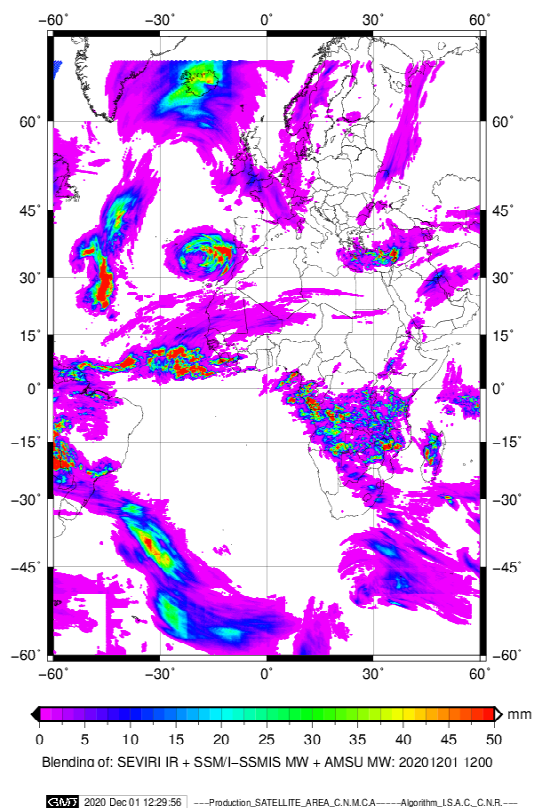 −60° −30° 0° 30° 60°
60° 60°
45° 45°
30° 30°
15° 15°
0° 0°
−15° −15°
−30° −30°
−45° −45°
−60° −60°
−60° −30° 0° 30° 60°
mm
0 5 10 15 20 25 30 35 40 45 50
Blending of: SEVIRI IR + SSM/I−SSMIS MW + AMSU MW: 20201201 1200
GMT 2020 Dec 01 12:29:56 −−−Production_SATELLITE_AREA_C.N.M.C.A−−−−−Algorithm_I.S.A.C._C.N.R.−−−